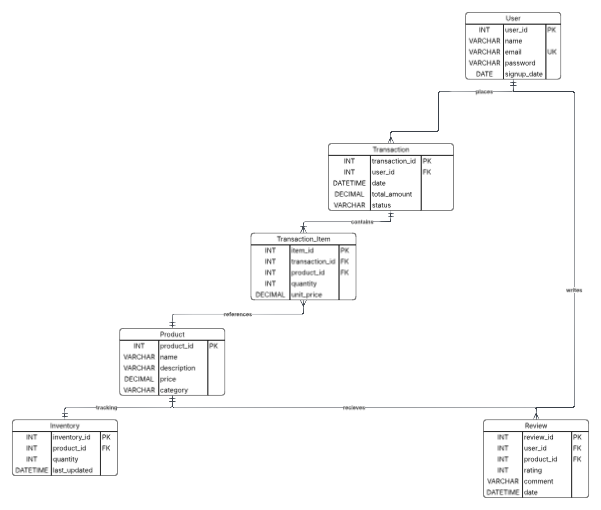 User
INT user_id PK
VARCHAR name
VARCHAR email UK
VARCHAR password
DATE signup_date
places
Transaction
INT transaction_id PK
INT user_id FK
DATETIME date
DECIMAL total_amount
VARCHAR status
contains
Transaction_Item
INT item_id PK
INT transaction_id FK
INT product_id FK
INT quantity
DECIMAL unit_price
writes
references
Product
INT product_id PK
VARCHAR name
VARCHAR description
DECIMAL price
VARCHAR category
tracking
recieves
Inventory
INT inventory_id PK
INT product_id FK
INT quantity
DATETIME last_updated
Review
INT review_id PK
INT user_id FK
INT product_id FK
INT rating
VARCHAR comment
DATETIME date